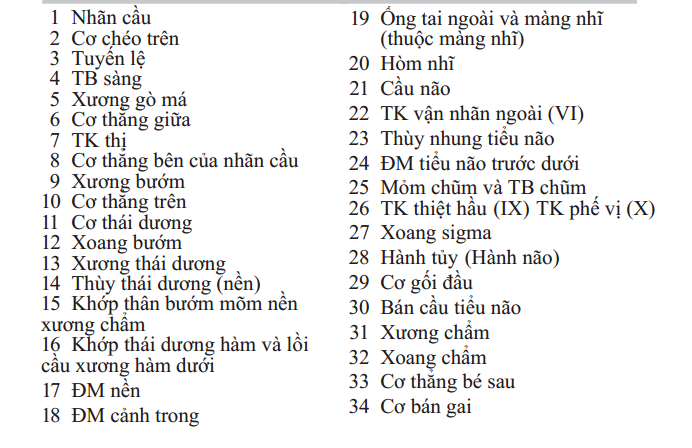 1 Nhãn cầu
2 Cơ chéo trên
3 Tuyến lệ
4 TB sàng
5 Xương gò má
6 Cơ thẳng giữa
7 TK thị
8 Cơ thẳng bên của nhãn cầu
9 Xương bướm
10 Cơ thẳng trên
11 Cơ thái dương
12 Xoang bướm
13 Xương thái dương
14 Thùy thái dương (nền)
15 Khớp thân bướm mõm nền
xương chẩm
16 Khớp thái dương hàm và lồi
cầu xương hàm dưới
17 ĐM nền
18 ĐM cảnh trong
19 Ống tai ngoài và màng nhĩ
(thuộc màng nhĩ)
20 Hòm nhĩ
21 Cầu não
22 TK vận nhãn ngoài (VI)
23 Thùy nhung tiểu não
24 ĐM tiểu não trước dưới
25 Mỏm chũm và TB chũm
26 TK thiệt hầu (IX) TK phế vị (X)
27 Xoang sigma
28 Hành tủy (Hành não)
29 Cơ gối đầu
30 Bán cầu tiểu não
31 Xương chẩm
32 Xoang chẩm
33 Cơ thẳng bé sau
34 Cơ bán gai